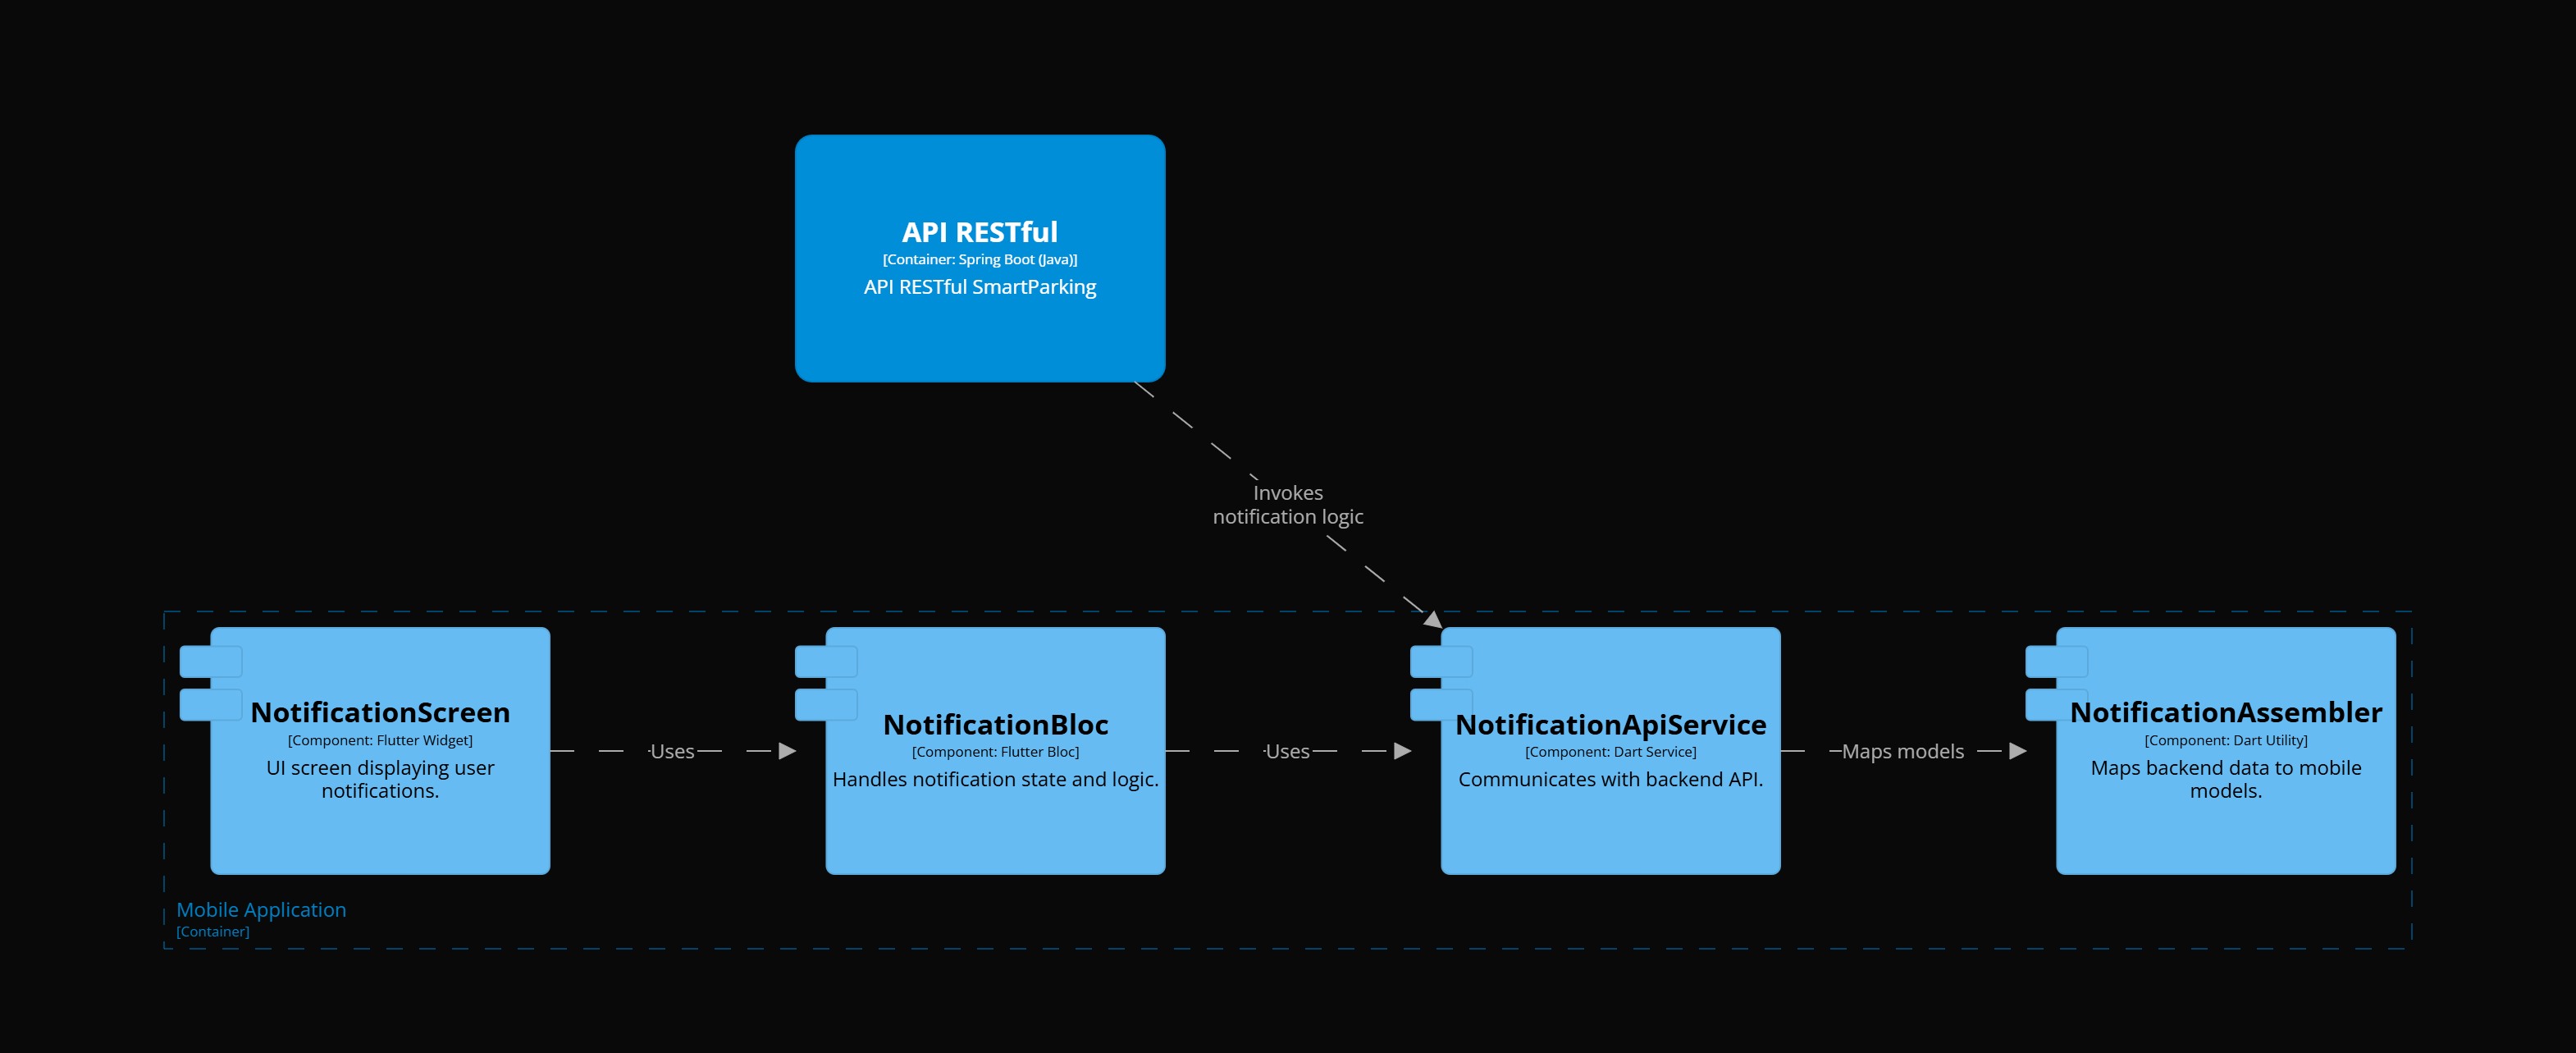 API RESTful
[Container: Spring Boot (Java)]
API RESTful SmartParking
Invokes
notification logic
NotificationScreen
[Component: Flutter Widget]
UI screen displaying user
notifications.
Uses
NotificationBloc
[Component: Flutter Bloc]
Handles notification state and logic.
Uses
NotificationApiService
[Component: Dart Service]
Communicates with backend API.
Maps models
NotificationAssembler
[Component: Dart Utility]
Maps backend data to mobile
models.
Mobile Application
[Container]